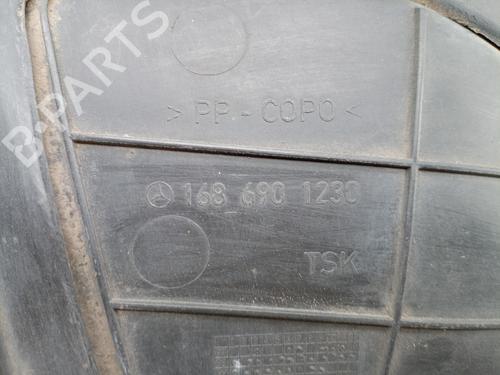 B-PARTS
> PP - COPO <
168 690 1230
TSK